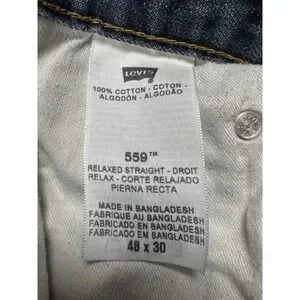 Levi's
100% COTTON - COTON -
ALGODÓN - ALGODÃO
559™
RELAXED STRAIGHT - DROIT
RELAX - CORTE RELAJADO
PIERNA RECTA
MADE IN BANGLADESH
FABRIQUE AU BANGLADESH
FABRICADO EN BANGLADESH
FABRICADO EM BANGLADESH
48 x 30